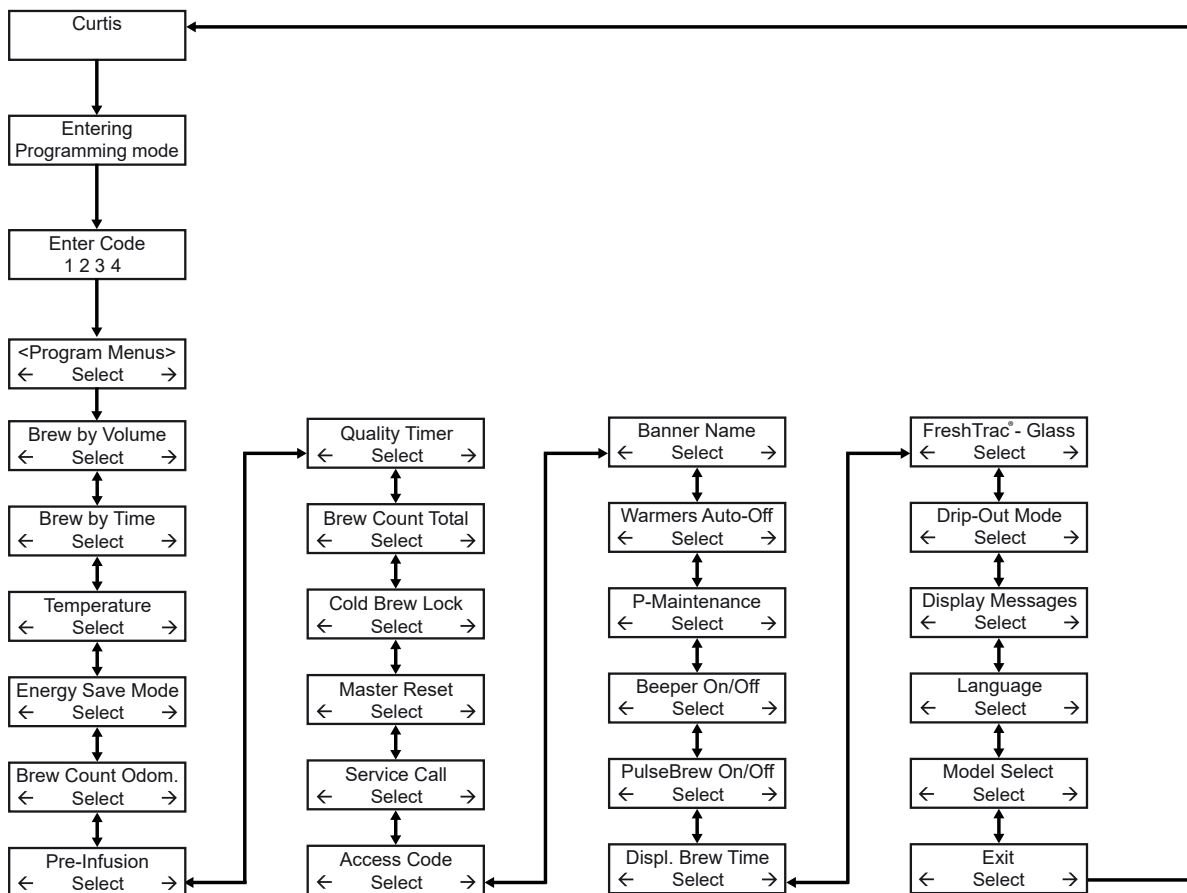 Curtis
Entering
Programming mode
Enter Code
1 2 3 4
<Program Menus>
← Select →
Brew by Volume
← Select →
Brew by Time
← Select →
Temperature
← Select →
Energy Save Mode
← Select →
Brew Count Odom.
← Select →
Pre-Infusion
← Select →
Quality Timer
← Select →
Brew Count Total
← Select →
Cold Brew Lock
← Select →
Master Reset
← Select →
Service Call
← Select →
Access Code
← Select →
Banner Name
← Select →
Warmers Auto-Off
← Select →
P-Maintenance
← Select →
Beeper On/Off
← Select →
PulseBrew On/Off
← Select →
Displ. Brew Time
← Select →
FreshTrac® - Glass
← Select →
Drip-Out Mode
← Select →
Display Messages
← Select →
Language
← Select →
Model Select
← Select →
Exit
← Select →